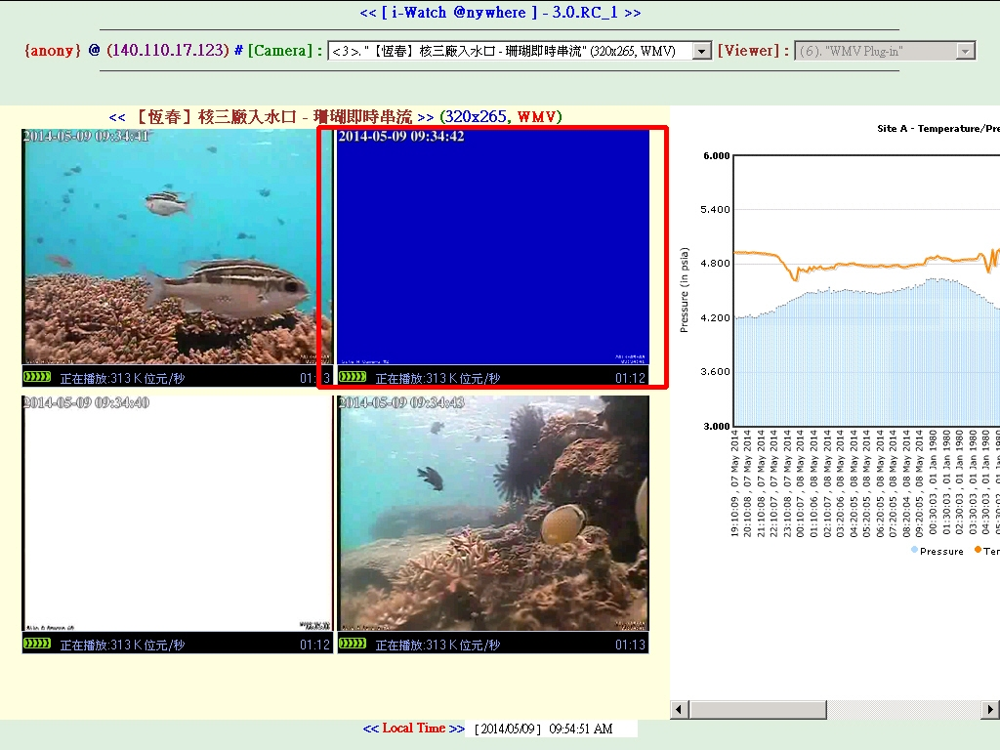 << [ i-Watch @nywhere ] - 3.0.RC_1 >>
{anony} @ (140.110.17.123) # [Camera] : <3>. "【恆春】核三廠入水口 - 珊瑚即時串流" (320x265, WMV) [Viewer] : (6). "WMV Plug-in"
<< 【恆春】核三廠入水口 - 珊瑚即時串流 >> (320x265, WMV)
2014-05-09 09:34:41
2014-05-09 09:34:42
正在播放:313 K 位元/秒
正在播放:313 K 位元/秒 01:12
2014-05-09 09:34:40
2014-05-09 09:34:43
正在播放:313 K 位元/秒 01:12
正在播放:313 K 位元/秒 01:13
Site A - Temperature/Pre
6.000
5.400
4.800
4.200
3.600
3.000
Pressure (in psia)
19:10:09 , 07 May 2014
20:10:08 , 07 May 2014
21:10:08 , 07 May 2014
22:10:07 , 07 May 2014
23:10:08 , 07 May 2014
00:10:07 , 08 May 2014
01:10:06 , 08 May 2014
02:10:07 , 08 May 2014
03:20:06 , 08 May 2014
04:20:05 , 08 May 2014
05:20:05 , 08 May 2014
06:20:05 , 08 May 2014
07:20:05 , 08 May 2014
08:20:04 , 08 May 2014
09:20:05 , 08 May 2014
00:30:03 , 01 Jan 1980
01:30:03 , 01 Jan 1980
02:30:03 , 01 Jan 1980
03:30:03 , 01 Jan 1980
04:30:03 , 01 Jan 1980
Pressure Ter
<< Local Time >> [ 2014/05/09 ] 09:54:51 AM